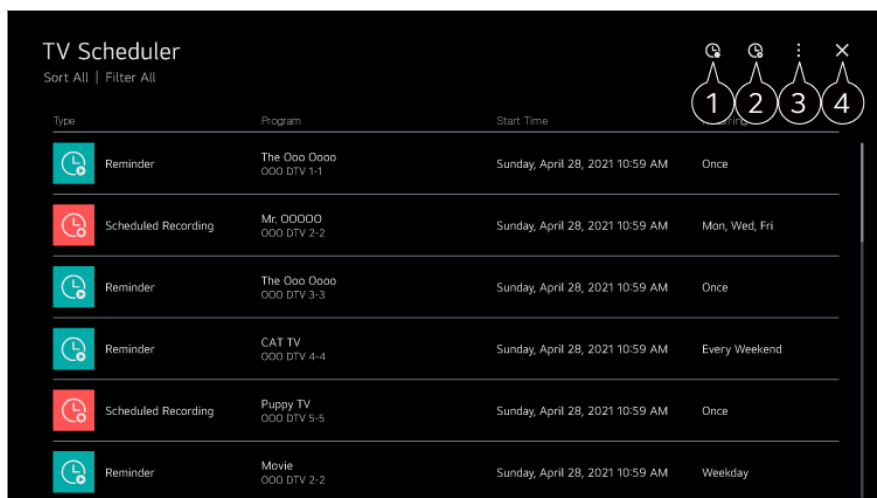 TV Scheduler
Sort All | Filter All
1 2 3 4
Type Program Start Time
Reminder The Ooo Oooo Sunday, April 28, 2021 10:59 AM Once
OOO DTV 1-1
Scheduled Recording Mr. OOOOO Sunday, April 28, 2021 10:59 AM Mon, Wed, Fri
OOO DTV 2-2
Reminder The Ooo Oooo Sunday, April 28, 2021 10:59 AM Once
OOO DTV 3-3
Reminder CAT TV Sunday, April 28, 2021 10:59 AM Every Weekend
OOO DTV 4-4
Scheduled Recording Puppy TV Sunday, April 28, 2021 10:59 AM Once
OOO DTV 5-5
Reminder Movie Sunday, April 28, 2021 10:59 AM Weekday
OOO DTV 2-2